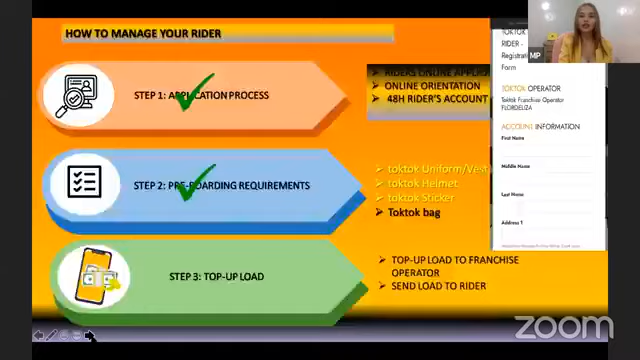 HOW TO MANAGE YOUR RIDER
STEP 1: APPLICATION PROCESS
RIDERS ONLINE APPL
ONLINE ORIENTATION
48H RIDER'S ACCOUNT
STEP 2: PRE-BOARDING REQUIREMENTS
toktok Uniform/Vest
toktok Helmet
toktok Sticker
Toktok bag
STEP 3: TOP-UP LOAD
TOP-UP LOAD TO FRANCHISE
OPERATOR
SEND LOAD TO RIDER
TOKTOK
RIDER -
Registrati
Form
TOKTOK OPERATOR
Toktok Franchise Operator
FLORDELIZA
ACCOUNT INFORMATION
First Name
Middle Name
Last Name
Address 1
MP
zoom